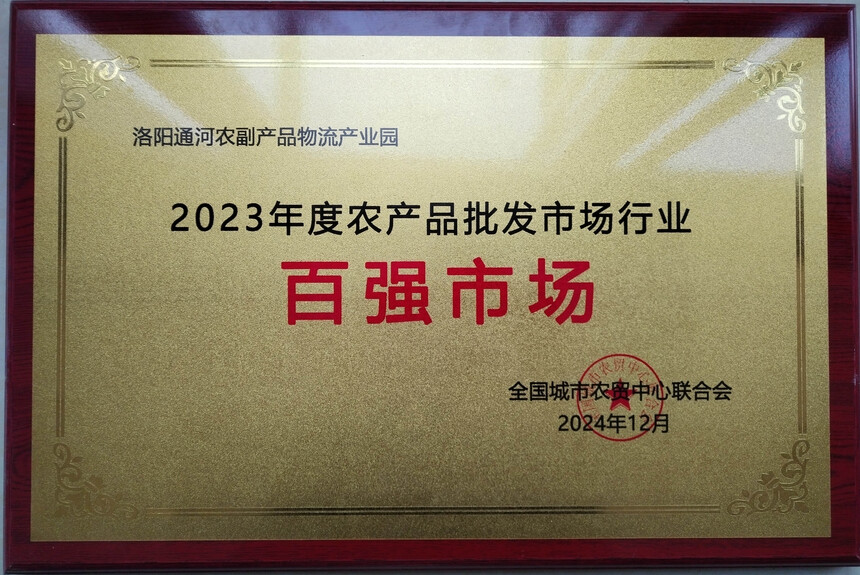 洛阳通河农副产品物流产业园
2023年度农产品批发市场行业
百强市场
全国城市农贸中心联合会
2024年12月